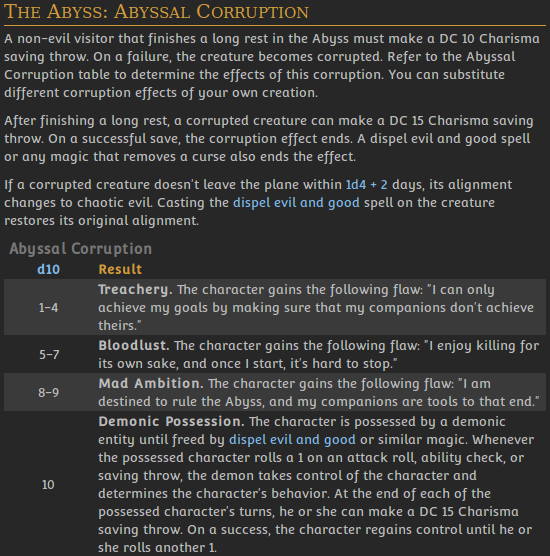 The Abyss: Abyssal Corruption
A non-evil visitor that finishes a long rest in the Abyss must make a DC 10 Charisma
saving throw. On a failure, the creature becomes corrupted. Refer to the Abyssal
Corruption table to determine the effects of this corruption. You can substitute
different corruption effects of your own creation.
After finishing a long rest, a corrupted creature can make a DC 15 Charisma saving
throw. On a successful save, the corruption effect ends. A dispel evil and good spell
or any magic that removes a curse also ends the effect.
If a corrupted creature doesn't leave the plane within 1d4 + 2 days, its alignment
changes to chaotic evil. Casting the dispel evil and good spell on the creature
restores its original alignment.
Abyssal Corruption
d10 Result
Treachery. The character gains the following flaw: "I can only
1–4 achieve my goals by making sure that my companions don't achieve
theirs."
Bloodlust. The character gains the following flaw: "I enjoy killing for
5–7 its own sake, and once I start, it's hard to stop."
Mad Ambition. The character gains the following flaw: "I am
8–9 destined to rule the Abyss, and my companions are tools to that end."
Demonic Possession. The character is possessed by a demonic
entity until freed by dispel evil and good or similar magic. Whenever
the possessed character rolls a 1 on an attack roll, ability check, or
saving throw, the demon takes control of the character and
10 determines the character's behavior. At the end of each of the
possessed character's turns, he or she can make a DC 15 Charisma
saving throw. On a success, the character regains control until he or
she rolls another 1.